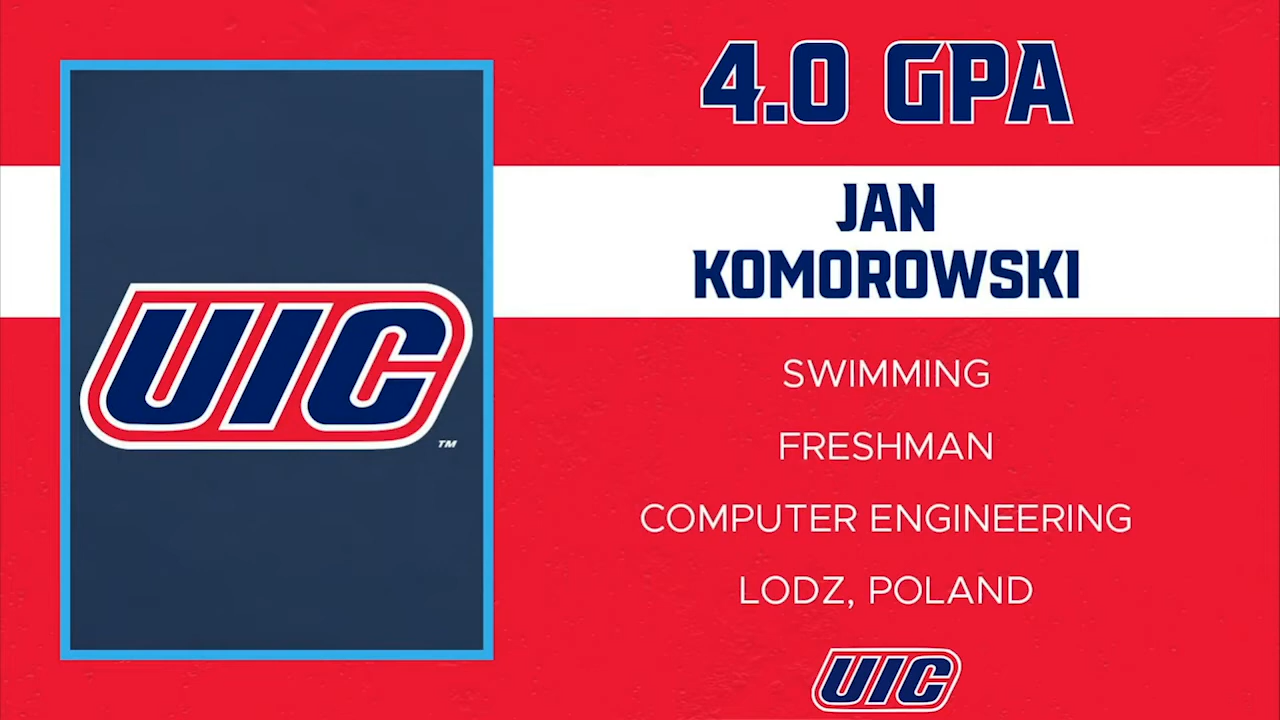 4.0 GPA
JAN
KOMOROWSKI
UIC
TM
SWIMMING
FRESHMAN
COMPUTER ENGINEERING
LODZ, POLAND
UIC